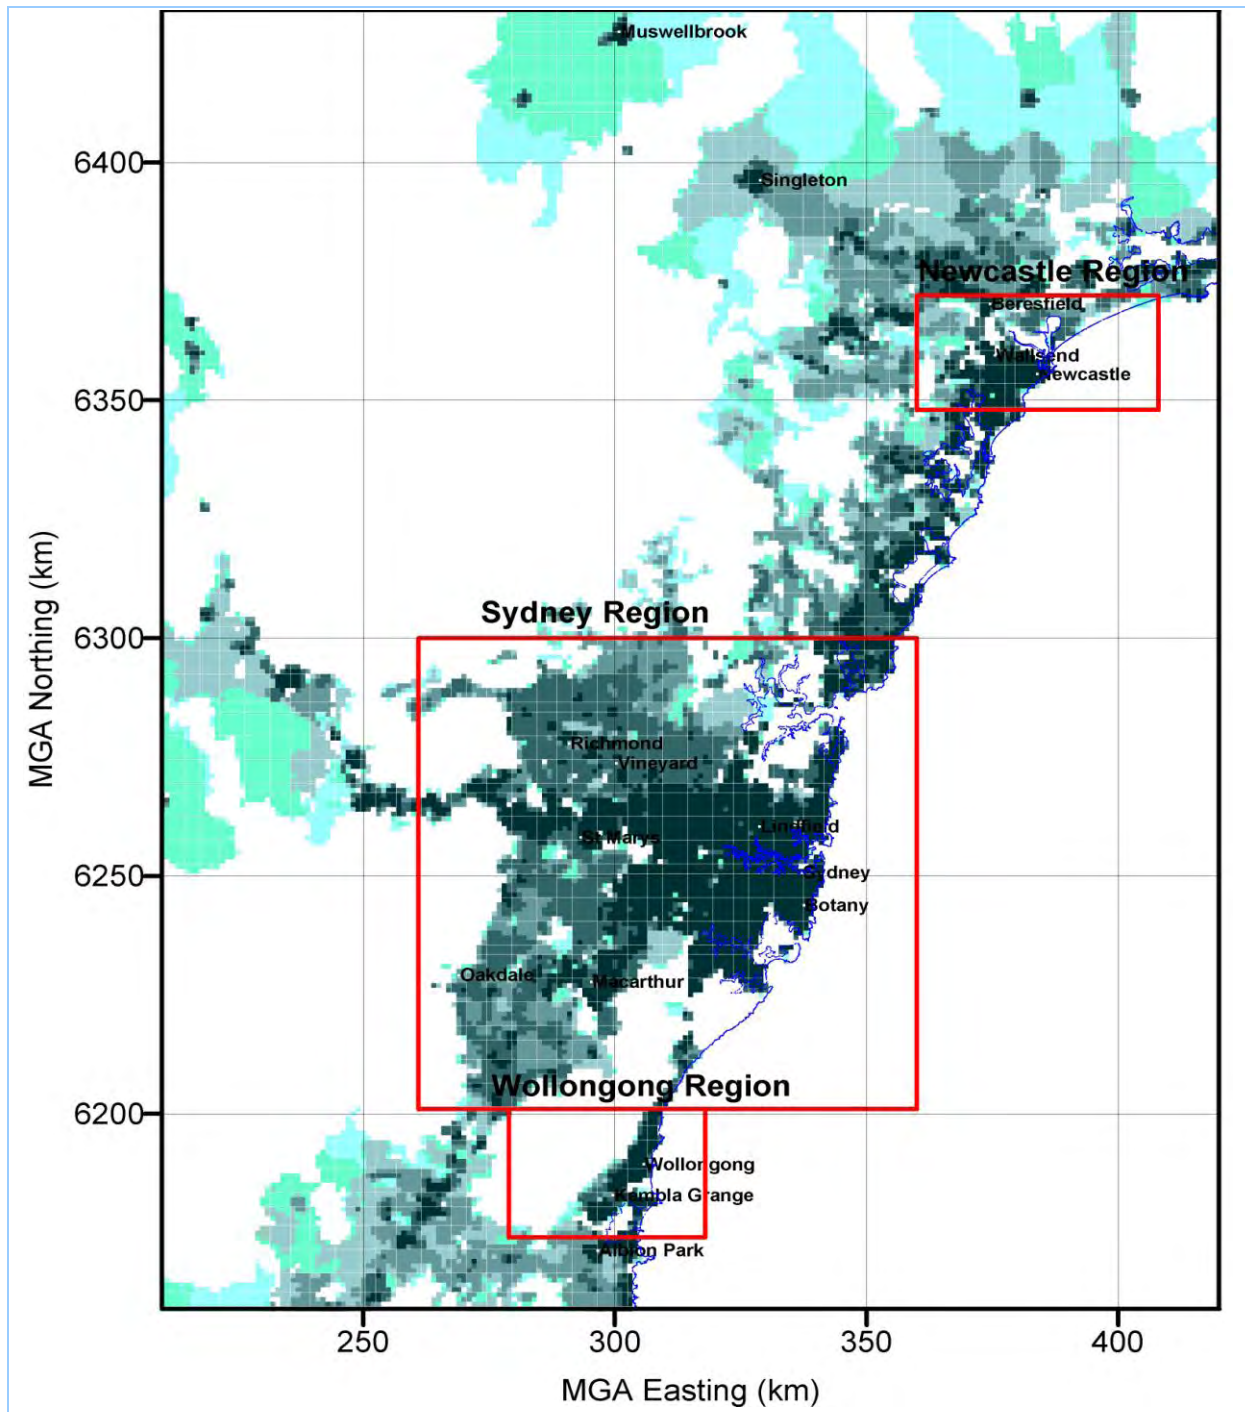 Muswellbrook
6400
Singleton
Newcastle Region
Beresfield
Wallsend
Newcastle
6350
MGA Northing (km)
Sydney Region
6300
Richmond
Vineyard
Lindfield
St Marys
6250
Sydney
Botany
Oakdale
Macarthur
Wollongong Region
6200
Wollongong
Kembla Grange
Albion Park
250
300
350
400
MGA Easting (km)